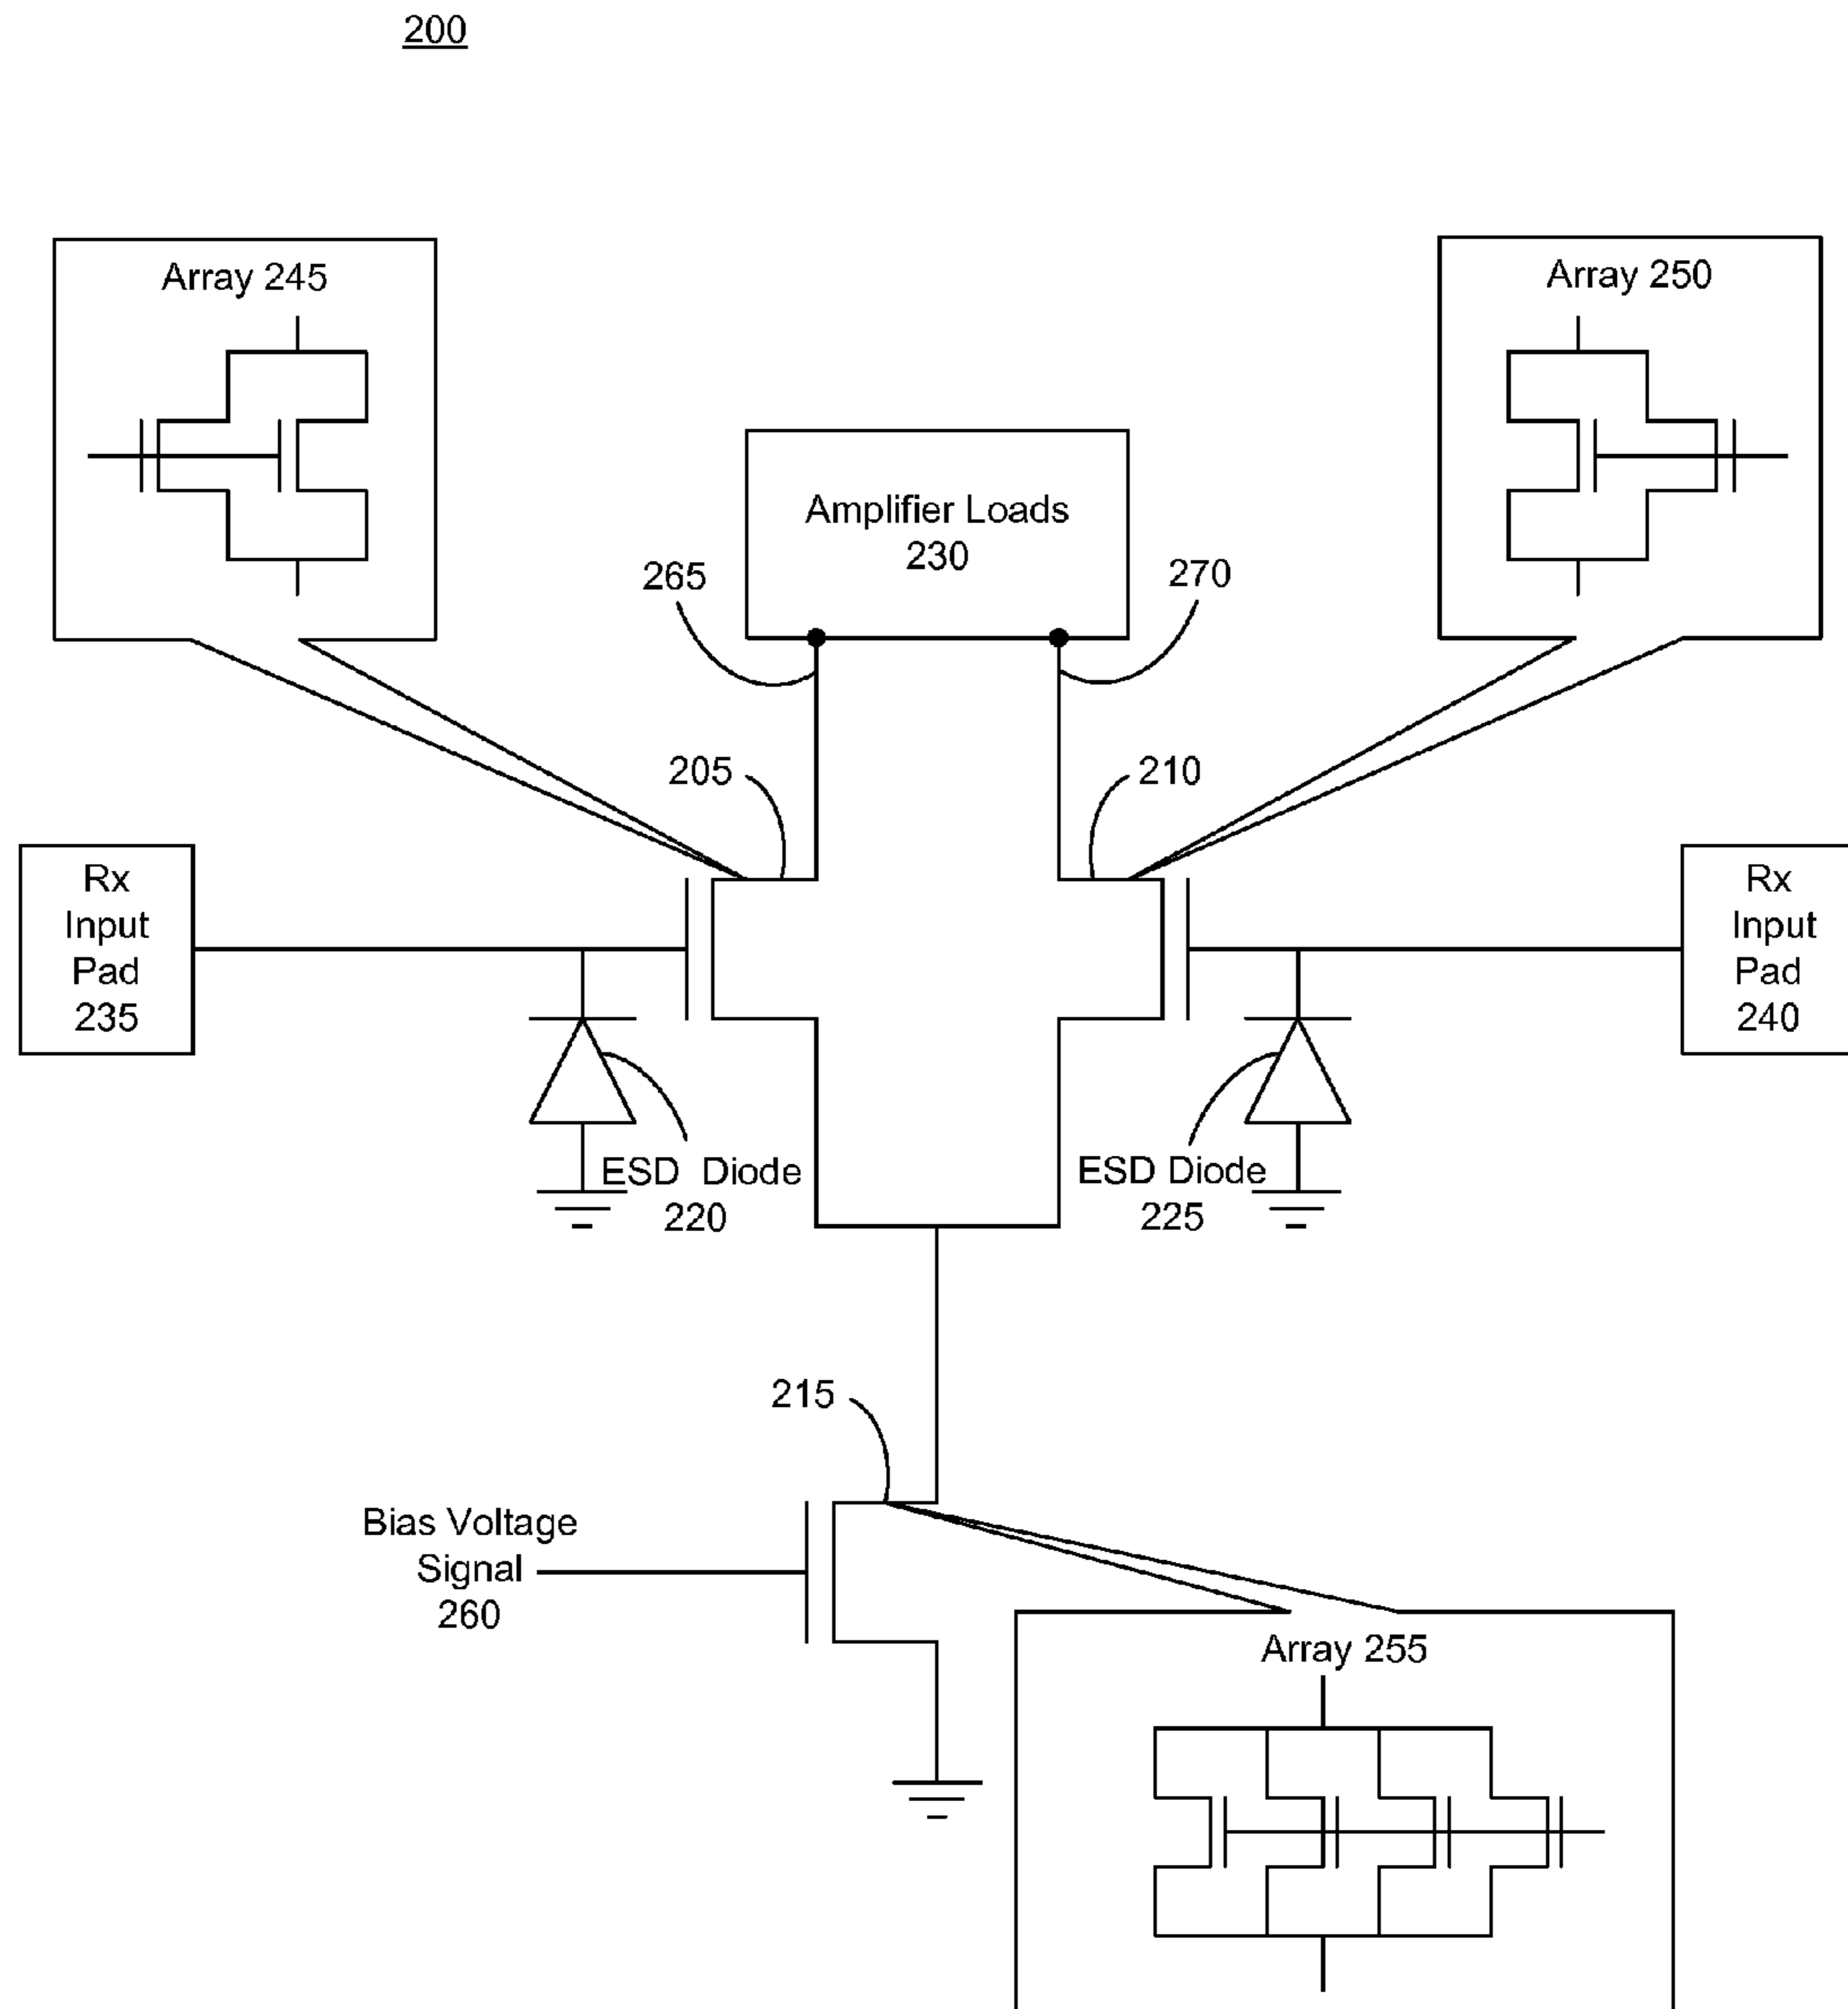 200
Array 245
Array 250
Amplifier Loads
230
265
270
205
210
Rx
Input
Pad
235
Rx
Input
Pad
240
ESD Diode
220
ESD Diode
225
215
Bias Voltage
Signal
260
Array 255